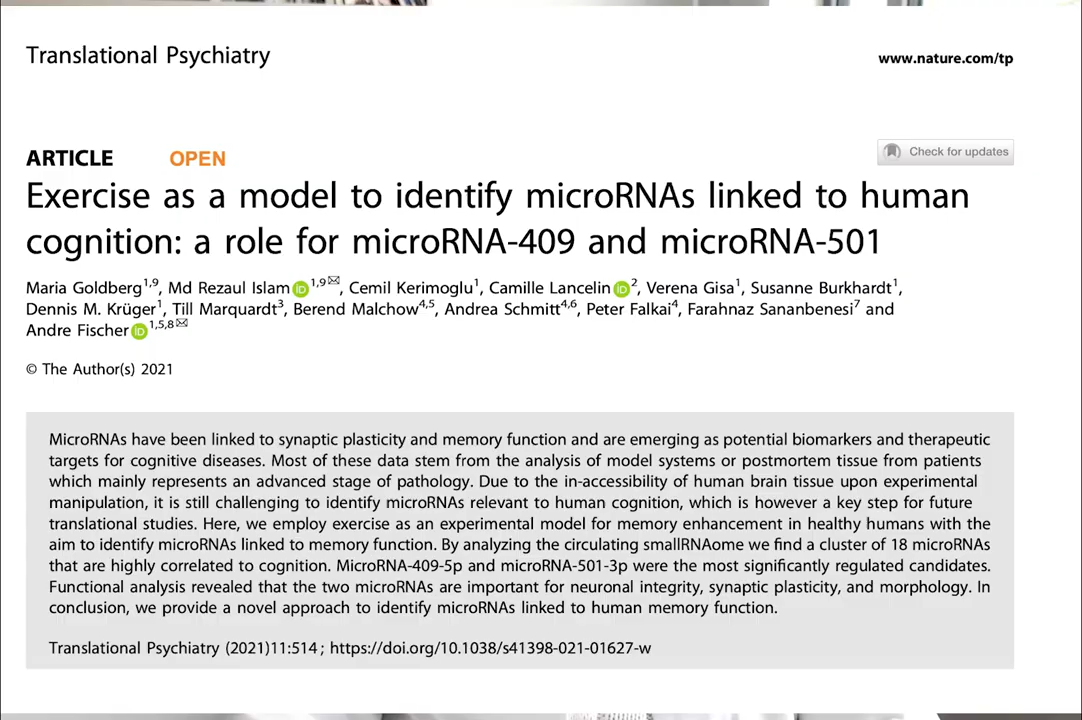 Translational Psychiatry
www.nature.com/tp
ARTICLE OPEN
Check for updates
Exercise as a model to identify microRNAs linked to human
cognition: a role for microRNA-409 and microRNA-501
Maria Goldberg1,9, Md Rezaul Islam 1,9✉, Cemil Kerimoglu1, Camille Lancelin 2, Verena Gisa1, Susanne Burkhardt1,
Dennis M. Krüger1, Till Marquardt3, Berend Malchow4,5, Andrea Schmitt4,6, Peter Falkai4, Farahnaz Sananbenesi7 and
Andre Fischer 1,5,8✉
© The Author(s) 2021
MicroRNAs have been linked to synaptic plasticity and memory function and are emerging as potential biomarkers and therapeutic
targets for cognitive diseases. Most of these data stem from the analysis of model systems or postmortem tissue from patients
which mainly represents an advanced stage of pathology. Due to the in-accessibility of human brain tissue upon experimental
manipulation, it is still challenging to identify microRNAs relevant to human cognition, which is however a key step for future
translational studies. Here, we employ exercise as an experimental model for memory enhancement in healthy humans with the
aim to identify microRNAs linked to memory function. By analyzing the circulating smallRNAome we find a cluster of 18 microRNAs
that are highly correlated to cognition. MicroRNA-409-5p and microRNA-501-3p were the most significantly regulated candidates.
Functional analysis revealed that the two microRNAs are important for neuronal integrity, synaptic plasticity, and morphology. In
conclusion, we provide a novel approach to identify microRNAs linked to human memory function.
Translational Psychiatry (2021)11:514 ; https://doi.org/10.1038/s41398-021-01627-w